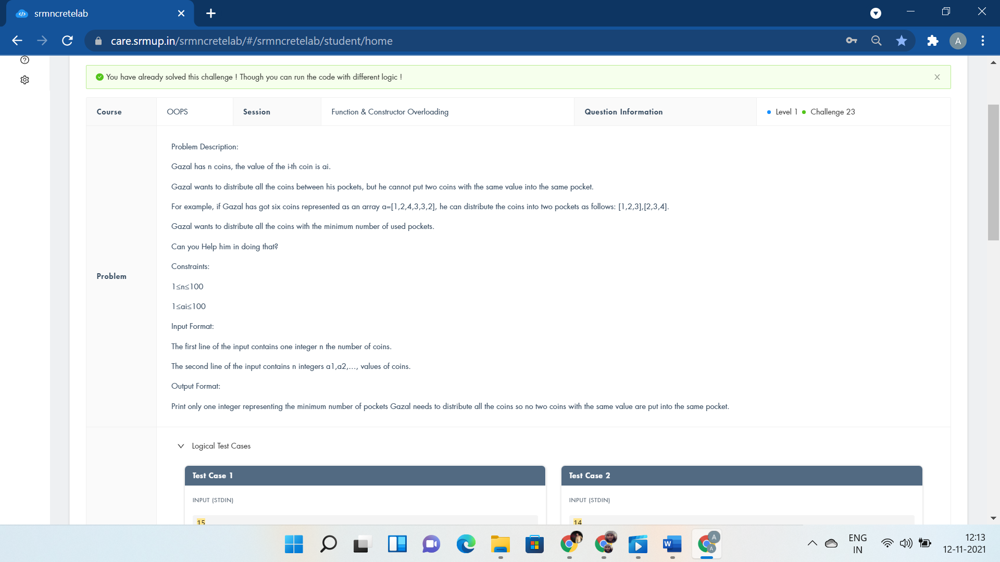 srmncretelab
care.srmup.in/srmncretelab/#/srmncretelab/student/home
A
You have already solved this challenge ! Though you can run the code with different logic !
Course
OOPS
Session
Function & Constructor Overloading
Question Information
Level 1
Challenge 23
Problem
Problem Description:
Gazal has n coins, the value of the i-th coin is ai.
Gazal wants to distribute all the coins between his pockets, but he cannot put two coins with the same value into the same pocket.
For example, if Gazal has got six coins represented as an array a=[1,2,4,3,3,2], he can distribute the coins into two pockets as follows: [1,2,3],[2,3,4].
Gazal wants to distribute all the coins with the minimum number of used pockets.
Can you Help him in doing that?
Constraints:
1≤n≤100
1≤ai≤100
Input Format:
The first line of the input contains one integer n the number of coins.
The second line of the input contains n integers a1,a2,..., values of coins.
Output Format:
Print only one integer representing the minimum number of pockets Gazal needs to distribute all the coins so no two coins with the same value are put into the same pocket.
Logical Test Cases
Test Case 1
INPUT (STDIN)
15
Test Case 2
INPUT (STDIN)
14
W
A
A
ENG
IN
12:13
12-11-2021